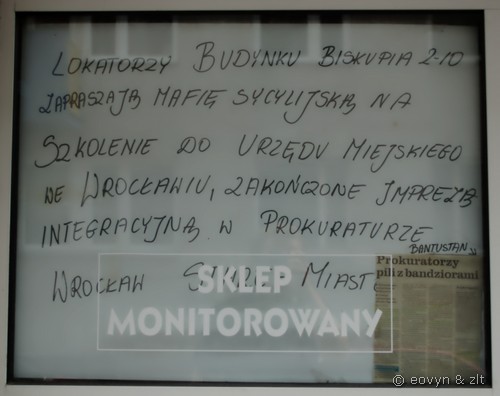 LOKATORZY BUDYNKU BISKUPIA 2-10
ZAPRASZAJĄ MAFIĘ SYCYLIJSKĄ NA
SZKOLENIE DO URZĘDU MIEJSKIEGO
WE WROCŁAWIU, ZAKOŃCZONE IMPREZĄ
INTEGRACYJNĄ W PROKURATURZE
WROCŁAW STARE MIASTO
BANTUSTAN
Prokuratorzy
pili z bandziorami
SKLEP
MONITOROWANY
© eovyn & zlt